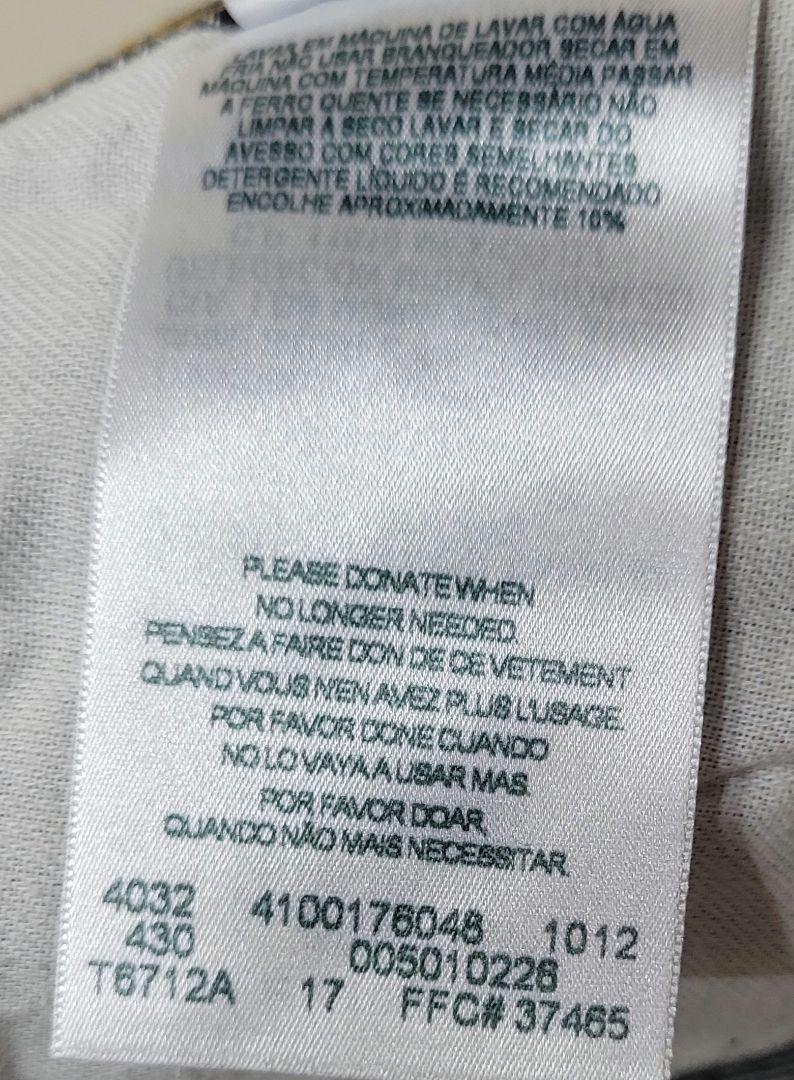 LAVAR EM MÁQUINA DE LAVAR COM ÁGUA
FRIA NÃO USAR BRANQUEADOR SECAR EM
MÁQUINA COM TEMPERATURA MÉDIA PASSAR
A FERRO QUENTE SE NECESSÁRIO NÃO
LIMPAR A SECO LAVAR E SECAR DO
AVESSO COM CORES SEMELHANTES
DETERGENTE LÍQUIDO É RECOMENDADO
ENCOLHE APROXIMADAMENTE 10%
PLEASE DONATE WHEN
NO LONGER NEEDED.
PENSEZ A FAIRE DON DE CE VETEMENT
QUAND VOUS N'EN AVEZ PLUS L'USAGE.
POR FAVOR DONE CUANDO
NO LO VAYA A USAR MAS.
POR FAVOR DOAR
QUANDO NÃO MAIS NECESSITAR.
4032 4100176048 1012
430 005010226
T6712A 17 FFC# 37465